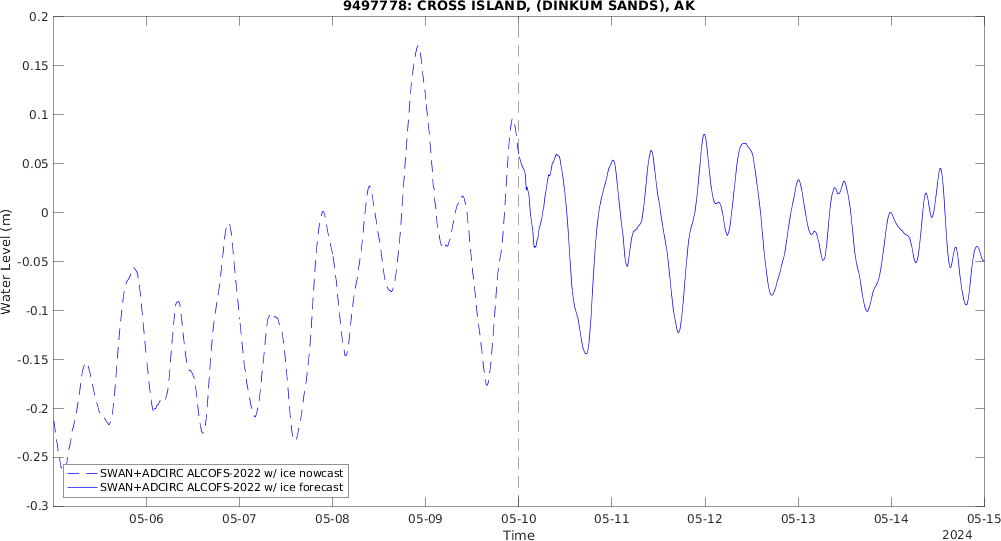 9497778: CROSS ISLAND, (DINKUM SANDS), AK
0.2
0.15
0.1
0.05
0
-0.05
-0.1
-0.15
-0.2
-0.25
-0.3
Water Level (m)
SWAN+ADCIRC ALCOFS-2022 w/ ice nowcast
SWAN+ADCIRC ALCOFS-2022 w/ ice forecast
05-06 05-07 05-08 05-09 05-10 05-11 05-12 05-13 05-14 05-15
Time
2024